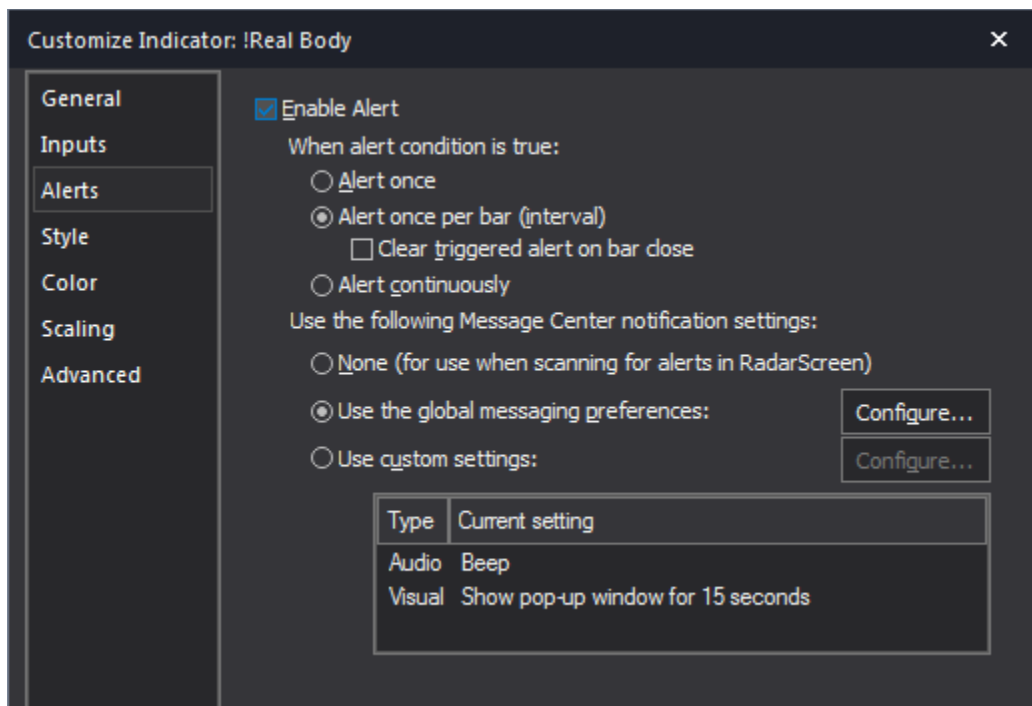 Customize Indicator: !Real Body
General
Inputs
Alerts
Style
Color
Scaling
Advanced
Enable Alert
When alert condition is true:
Alert once
Alert once per bar (interval)
Clear triggered alert on bar close
Alert continuously
Use the following Message Center notification settings:
None (for use when scanning for alerts in RadarScreen)
Use the global messaging preferences: Configure...
Use custom settings: Configure...
Type Current setting
Audio Beep
Visual Show pop-up window for 15 seconds